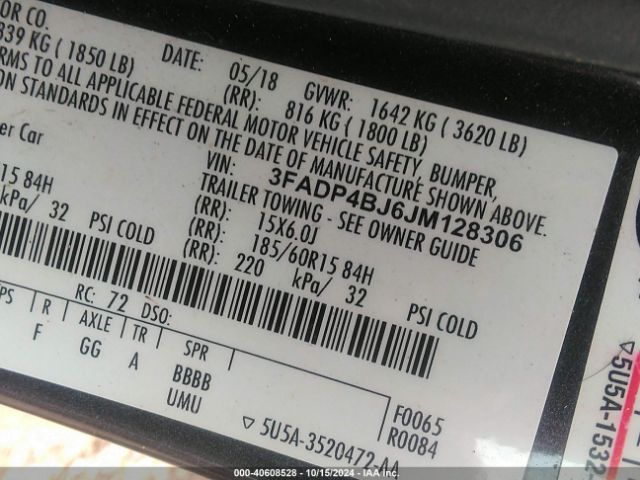 OR CO.
DATE: 05/18 GVWR: 1642 KG ( 3620 LB)
839 KG ( 1850 LB) (RR): 816 KG ( 1800 LB)
RMS TO ALL APPLICABLE FEDERAL MOTOR VEHICLE SAFETY, BUMPER,
ON STANDARDS IN EFFECT ON THE DATE OF MANUFACTURE SHOWN ABOVE.
VIN: 3FADP4BJ6JM128306
er Car TRAILER TOWING - SEE OWNER GUIDE
(RR): 15X6.0J
15 84H (RR): 185/60R15 84H
kPa/ 32 PSI COLD (RR): 220 kPa/ 32 PSI COLD
RC: 72 DSO:
PS R AXLE TR SPR
F GG A BBBB
UMU
F0065
R0084
▽ 5U5A-3520472-AA
▽ 5U5A-1532
000-40608528 - 10/15/2024 - IAA Inc.